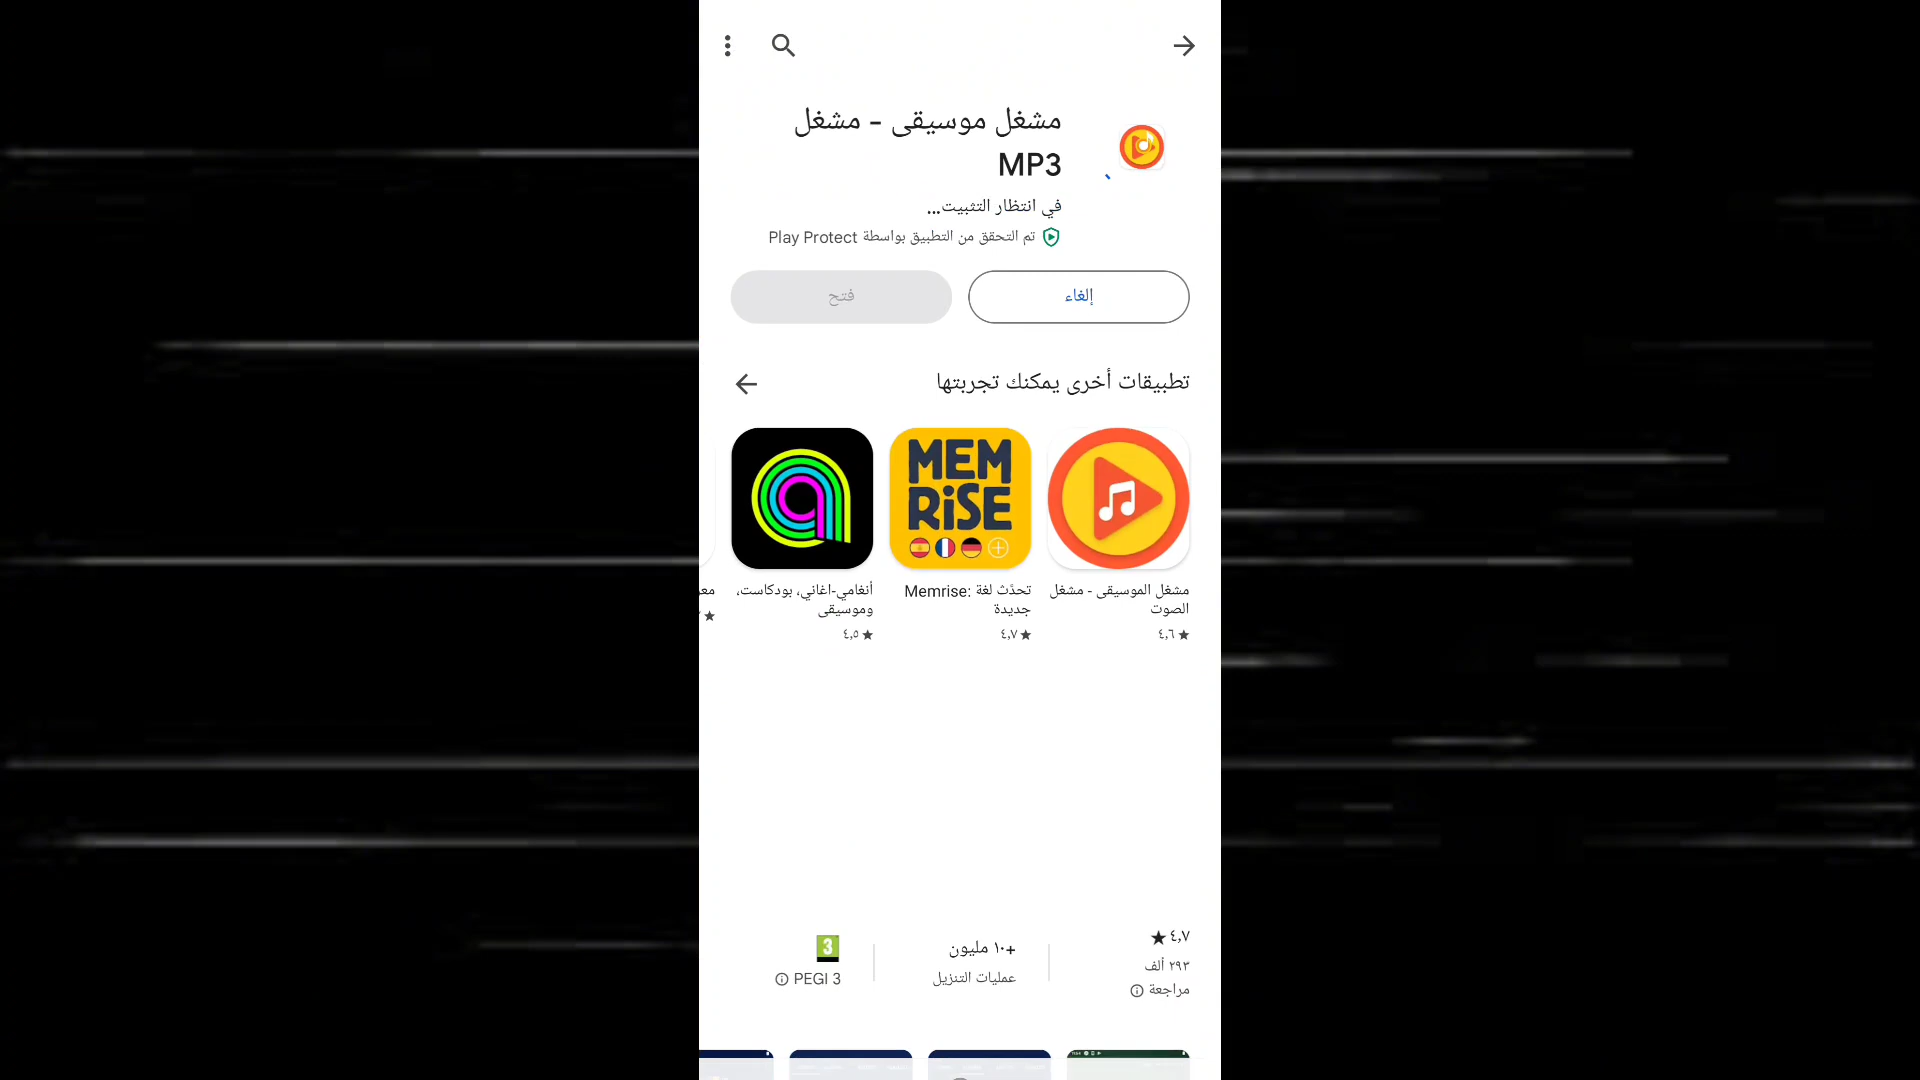 مشغل موسيقى - مشغل
MP3
في انتظار التثبيت...
تم التحقق من التطبيق بواسطة Play Protect
إلغاء
فتح
تطبيقات أخرى يمكنك تجربتها
MEM
RiSE
مشغل الموسيقى - مشغل
الصوت
٤٫٦ ★
تحدّث لغة :Memrise
جديدة
٤٫٧ ★
أنغامي-اغاني، بودكاست،
وموسيقى
٤٫٥ ★
معر
٤٫٧ ★
٢٩٣ ألف
مراجعة
+١٠ مليون
عمليات التنزيل
3
PEGI 3